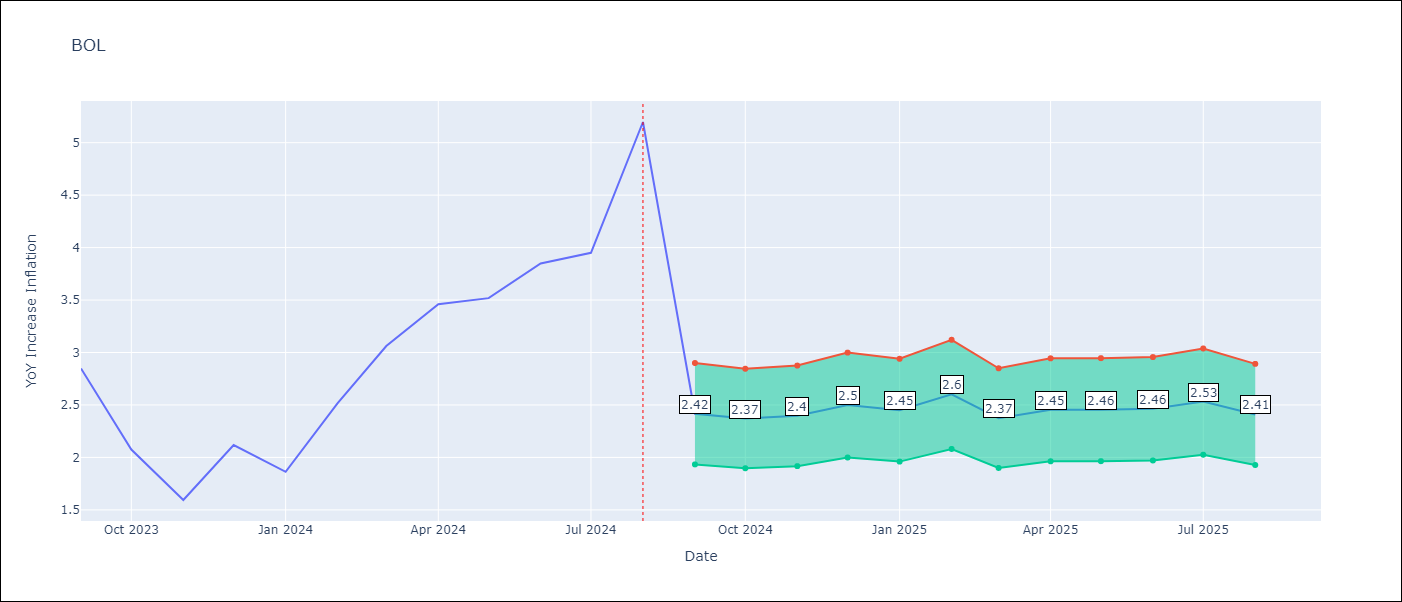 BOL
YoY Increase Inflation
5
4.5
4
3.5
3
2.5
2
1.5
2.42
2.37
2.4
2.5
2.45
2.6
2.37
2.45
2.46
2.46
2.53
2.41
Oct 2023
Jan 2024
Apr 2024
Jul 2024
Oct 2024
Jan 2025
Apr 2025
Jul 2025
Date